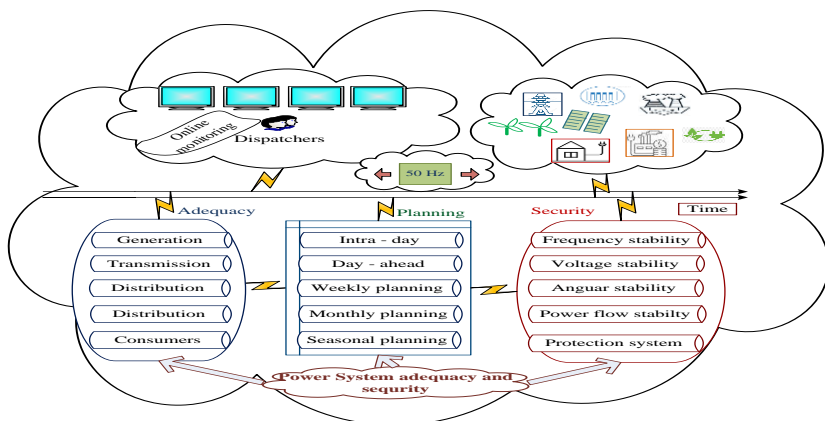 Online
monitoring
Dispatchers
50 Hz
Adequacy
Planning
Security
Time
Generation
Transmission
Distribution
Distribution
Consumers
Intra - day
Day - ahead
Weekly planning
Monthly planning
Seasonal planning
Frequency stability
Voltage stability
Anguar stability
Power flow stabilty
Protection system
Power System adequacy and
sequrity